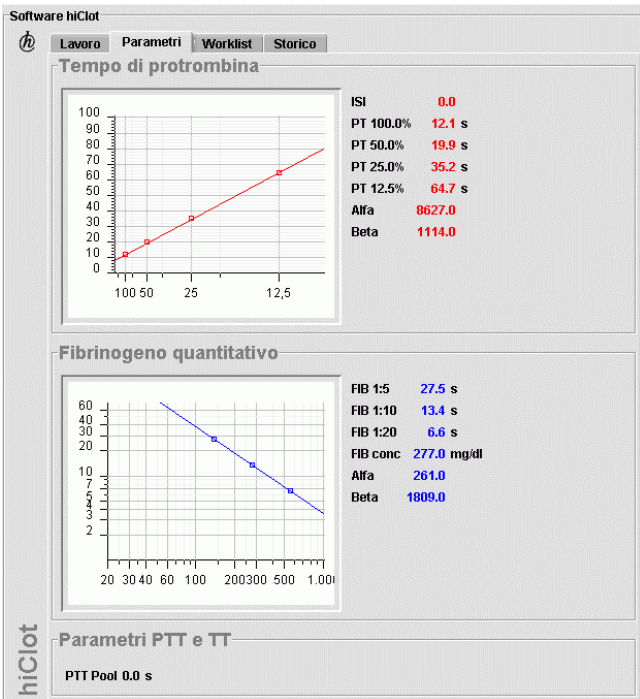 Software hiClot
h Lavoro Parametri Worklist Storico
Tempo di protrombina
100
90
80
70
60
50
40
30
20
10
0
100 50 25 12,5
ISI 0.0
PT 100.0% 12.1 s
PT 50.0% 19.9 s
PT 25.0% 35.2 s
PT 12.5% 64.7 s
Alfa 8627.0
Beta 1114.0
Fibrinogeno quantitativo
60
40
30
20
10
7
5
4
3
2
20 30 40 60 100 200 300 500 1.00
FIB 1:5 27.5 s
FIB 1:10 13.4 s
FIB 1:20 6.6 s
FIB conc 277.0 mg/dl
Alfa 261.0
Beta 1809.0
Parametri PTT e TT
PTT Pool 0.0 s
hiClot